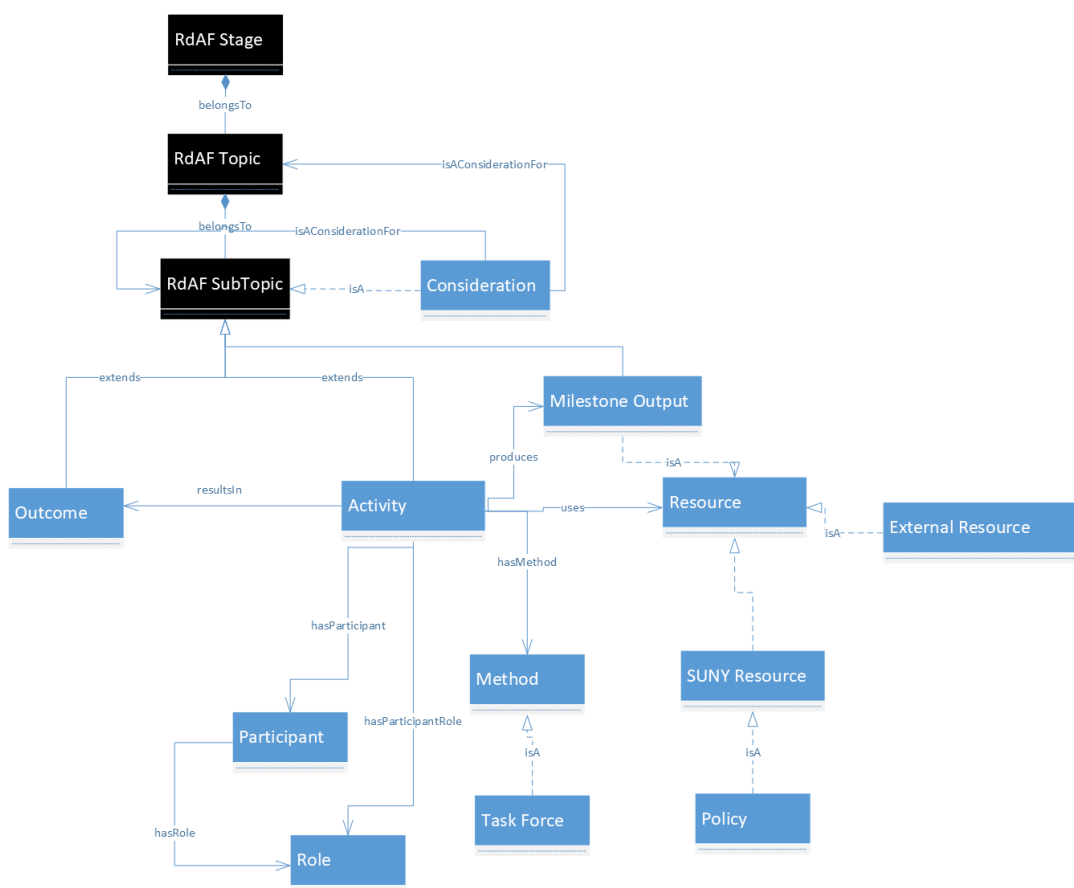 RdAF Stage
belongsTo
RdAF Topic
isAConsiderationFor
belongsTo
isAConsiderationFor
RdAF SubTopic
isA
Consideration
extends
extends
Milestone Output
produces
isA
resultsIn
Outcome
Activity
uses
Resource
isA
External Resource
hasMethod
hasParticipant
Method
SUNY Resource
hasParticipantRole
Participant
isA
isA
Task Force
Policy
hasRole
Role